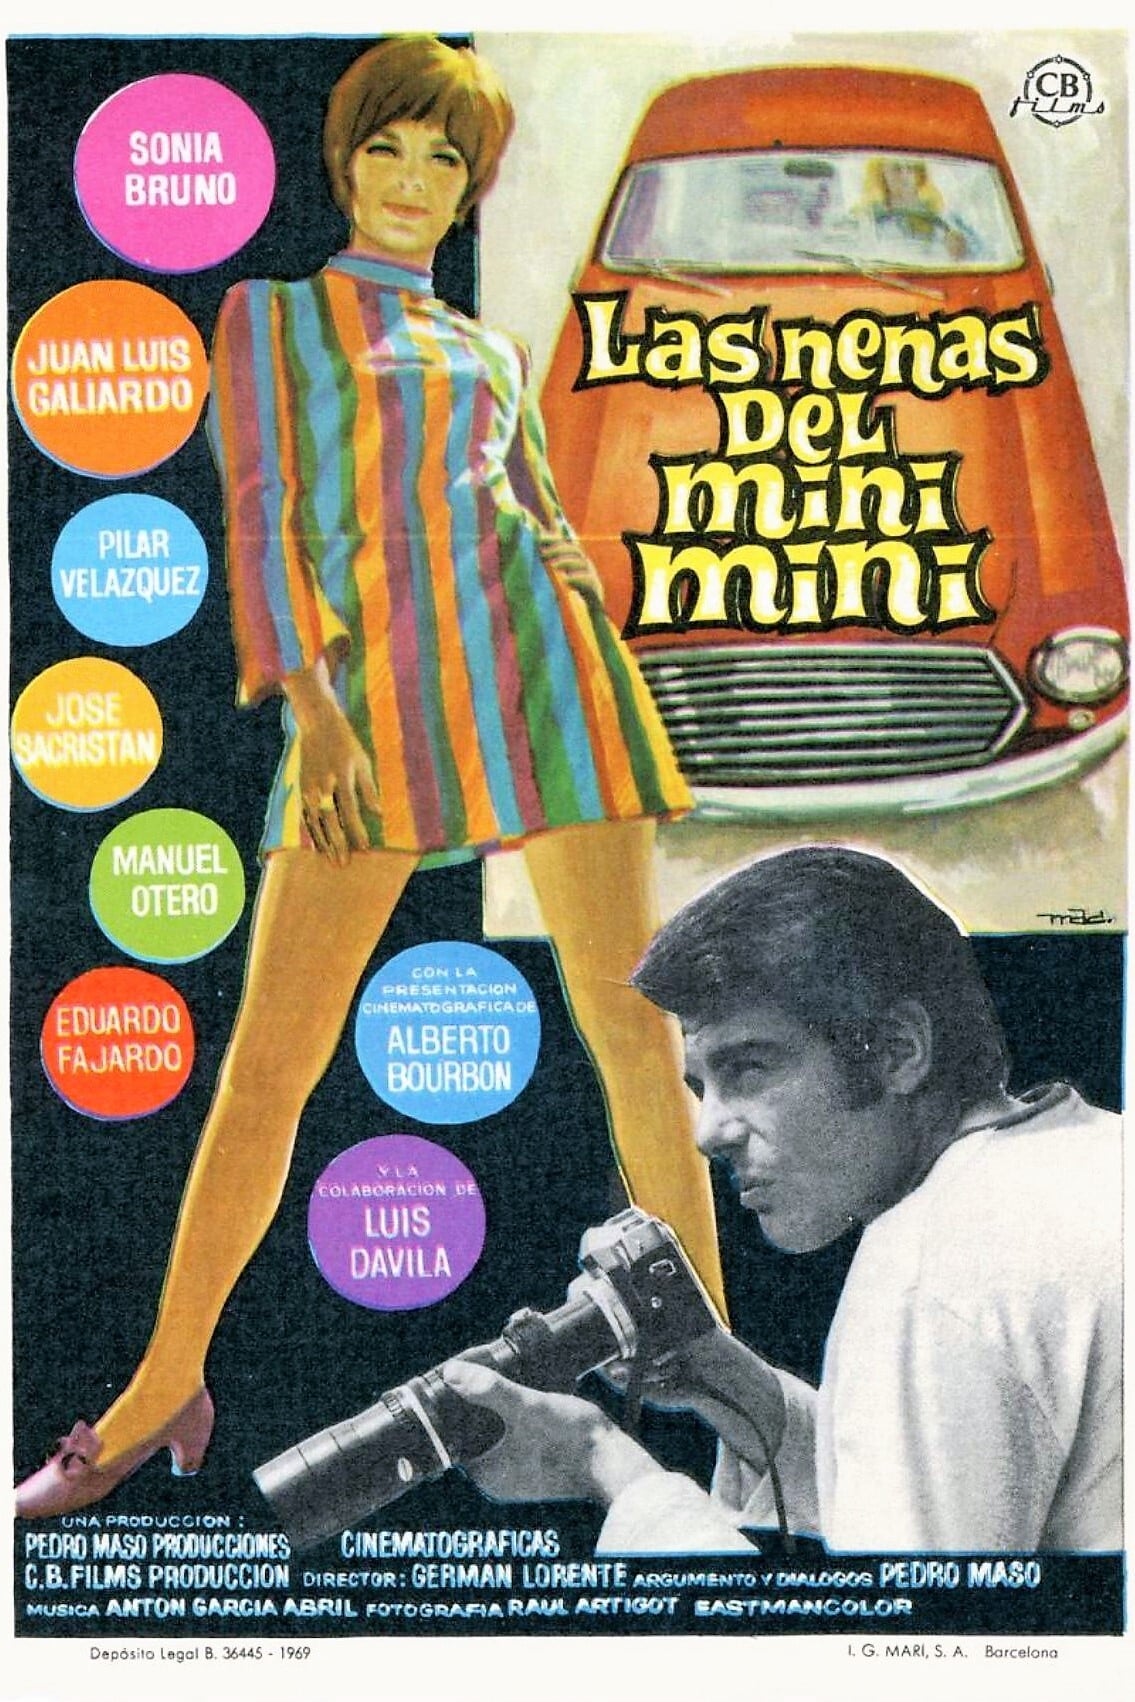 CB
films
SONIA
BRUNO
JUAN LUIS
GALIARDO
PILAR
VELAZQUEZ
JOSE
SACRISTAN
MANUEL
OTERO
EDUARDO
FAJARDO
Las nenas
DEL
mini
mini
CON LA
PRESENTACION
CINEMATOGRAFICA DE
ALBERTO
BOURBON
Y LA
COLABORACION DE
LUIS
DAVILA
mac.
UNA PRODUCCION :
PEDRO MASO PRODUCCIONES CINEMATOGRAFICAS
C.B. FILMS PRODUCCION DIRECTOR: GERMAN LORENTE ARGUMENTO Y DIALOGOS PEDRO MASO
MUSICA ANTON GARCIA ABRIL FOTOGRAFIA RAUL ARTIGOT EASTMANCOLOR
Depósito Legal B. 36445 - 1969
I. G. MARI, S. A. Barcelona